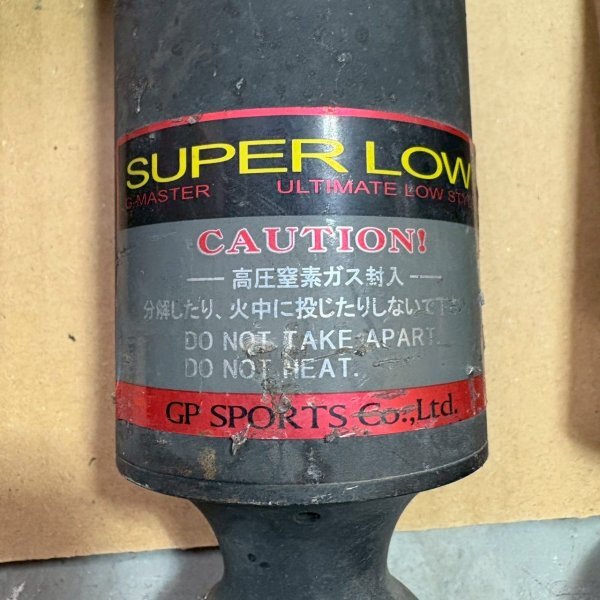 SUPER LOW
G-MASTER ULTIMATE LOW STY
CAUTION!
高圧窒素ガス封入
分解したり、火中に投じたりしないで下さい
DO NOT TAKE APART.
DO NOT HEAT.
GP SPORTS Co.,Ltd.